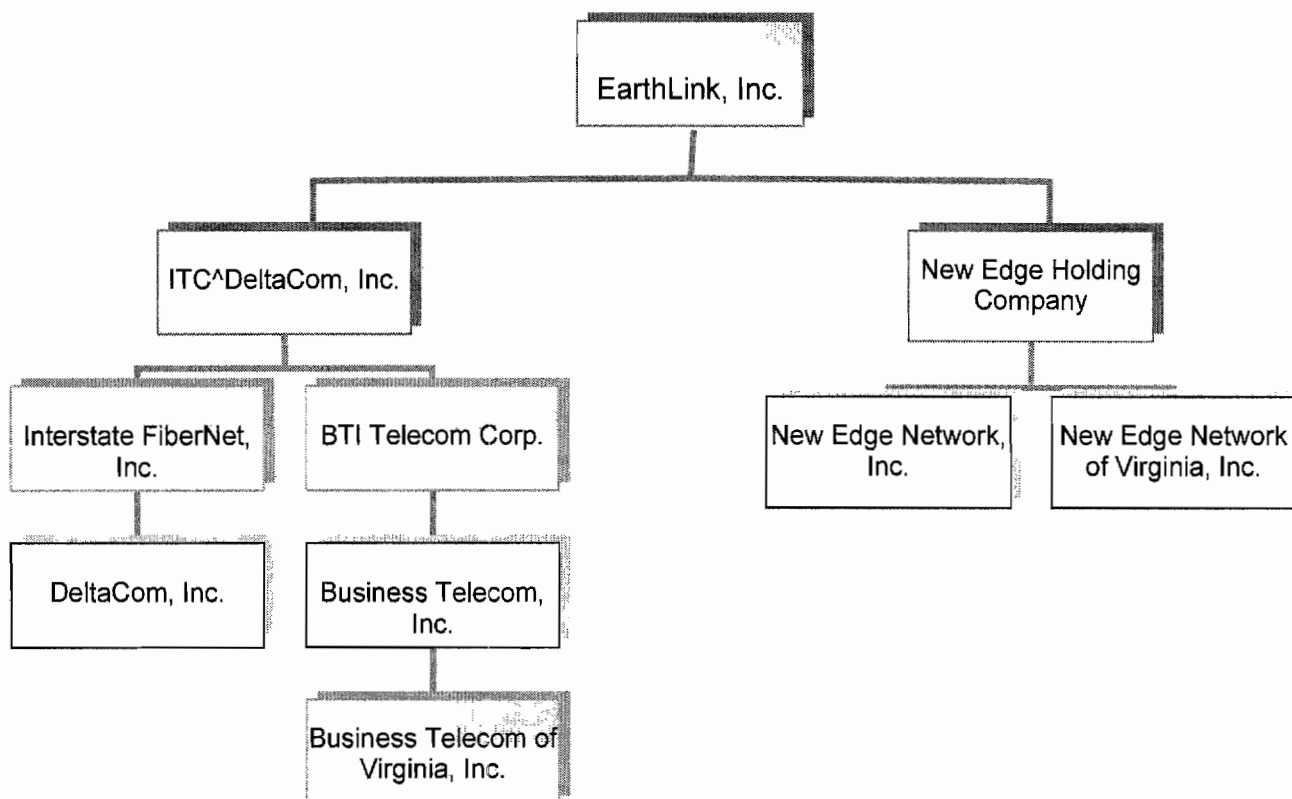 EarthLink, Inc.
ITC^DeltaCom, Inc.
New Edge Holding
Company
Interstate FiberNet,
Inc.
BTI Telecom Corp.
New Edge Network,
Inc.
New Edge Network
of Virginia, Inc.
DeltaCom, Inc.
Business Telecom,
Inc.
Business Telecom of
Virginia, Inc.